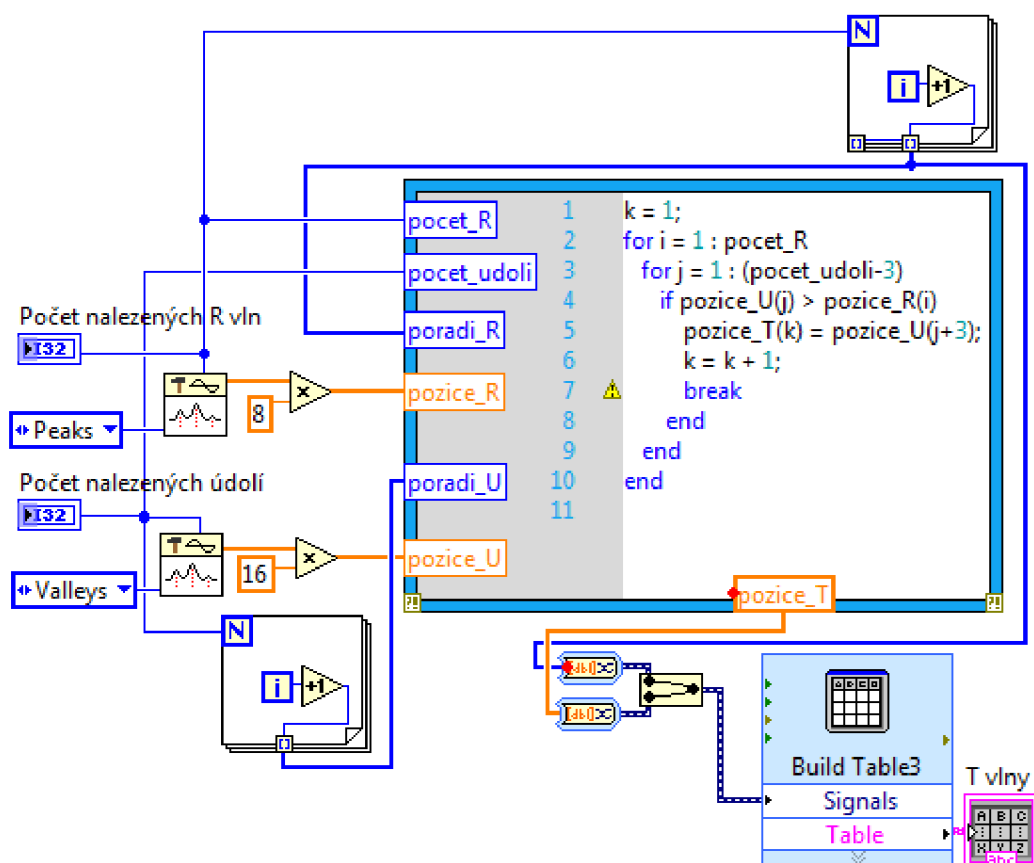 N
i
+1
pocet_R
pocet_udoli
poradi_R
pozice_R
poradi_U
pozice_U
1 k = 1;
2 for i = 1 : pocet_R
3 for j = 1 : (pocet_udoli-3)
4 if pozice_U(j) > pozice_R(i)
5 pozice_T(k) = pozice_U(j+3);
6 k = k + 1;
7 break
8 end
9 end
10 end
11
Počet nalezených R vln
I32
x
8
Peaks
Počet nalezených údolí
I32
x
16
Valleys
pozice_T
N
i
+1
Build Table3
Signals
Table
T vlny
A B C
X Y Z
abc